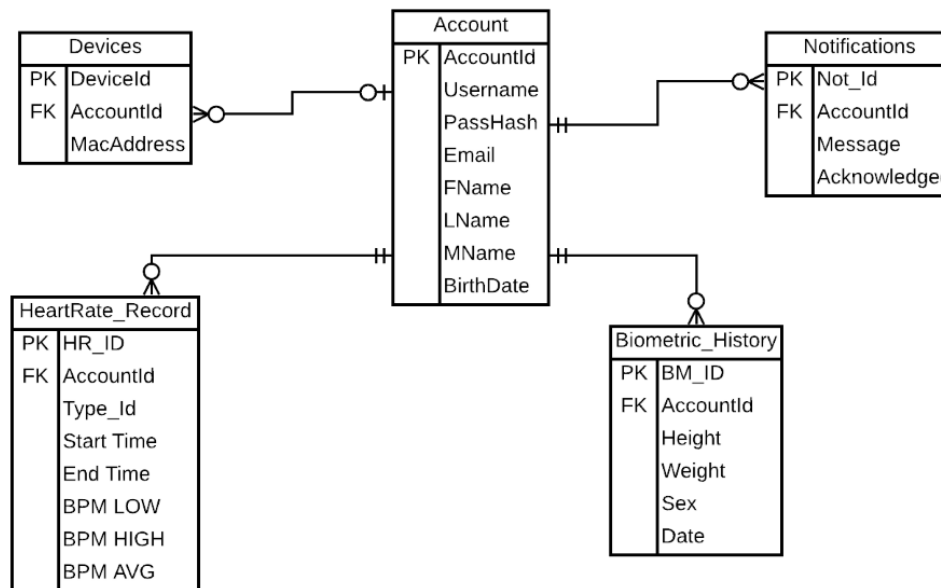 Devices
PK DeviceId
FK AccountId
MacAddress
Account
PK AccountId
Username
PassHash
Email
FName
LName
MName
BirthDate
Notifications
PK Not_Id
FK AccountId
Message
Acknowledged
HeartRate_Record
PK HR_ID
FK AccountId
Type_Id
Start Time
End Time
BPM LOW
BPM HIGH
BPM AVG
Biometric_History
PK BM_ID
FK AccountId
Height
Weight
Sex
Date